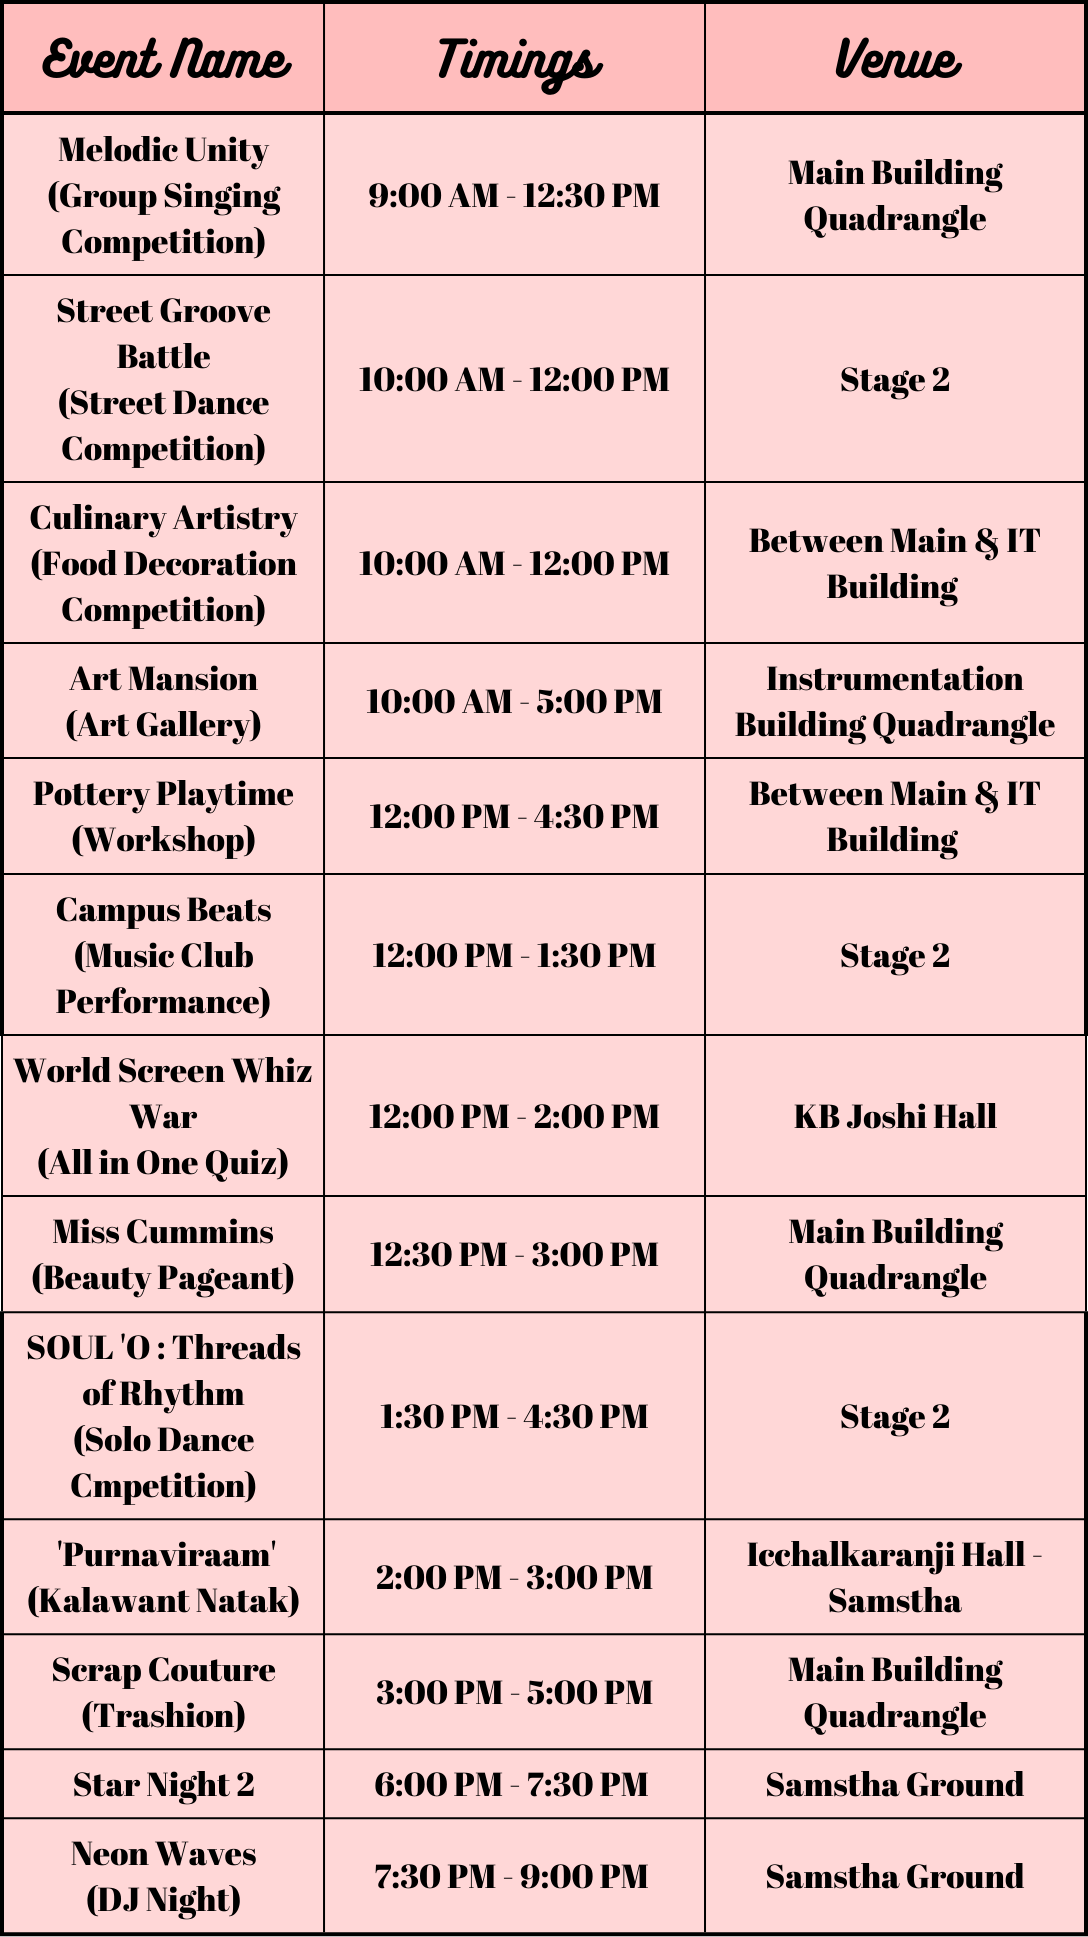 Event Name
Timings
Venue
Melodic Unity
(Group Singing
Competition)
9:00 AM - 12:30 PM
Main Building
Quadrangle
Street Groove
Battle
(Street Dance
Competition)
10:00 AM - 12:00 PM
Stage 2
Culinary Artistry
(Food Decoration
Competition)
10:00 AM - 12:00 PM
Between Main & IT
Building
Art Mansion
(Art Gallery)
10:00 AM - 5:00 PM
Instrumentation
Building Quadrangle
Pottery Playtime
(Workshop)
12:00 PM - 4:30 PM
Between Main & IT
Building
Campus Beats
(Music Club
Performance)
12:00 PM - 1:30 PM
Stage 2
World Screen Whiz
War
(All in One Quiz)
12:00 PM - 2:00 PM
KB Joshi Hall
Miss Cummins
(Beauty Pageant)
12:30 PM - 3:00 PM
Main Building
Quadrangle
SOUL 'O : Threads
of Rhythm
(Solo Dance
Cmpetition)
1:30 PM - 4:30 PM
Stage 2
'Purnaviraam'
(Kalawant Natak)
2:00 PM - 3:00 PM
Icchalkaranji Hall -
Samstha
Scrap Couture
(Trashion)
3:00 PM - 5:00 PM
Main Building
Quadrangle
Star Night 2
6:00 PM - 7:30 PM
Samstha Ground
Neon Waves
(DJ Night)
7:30 PM - 9:00 PM
Samstha Ground